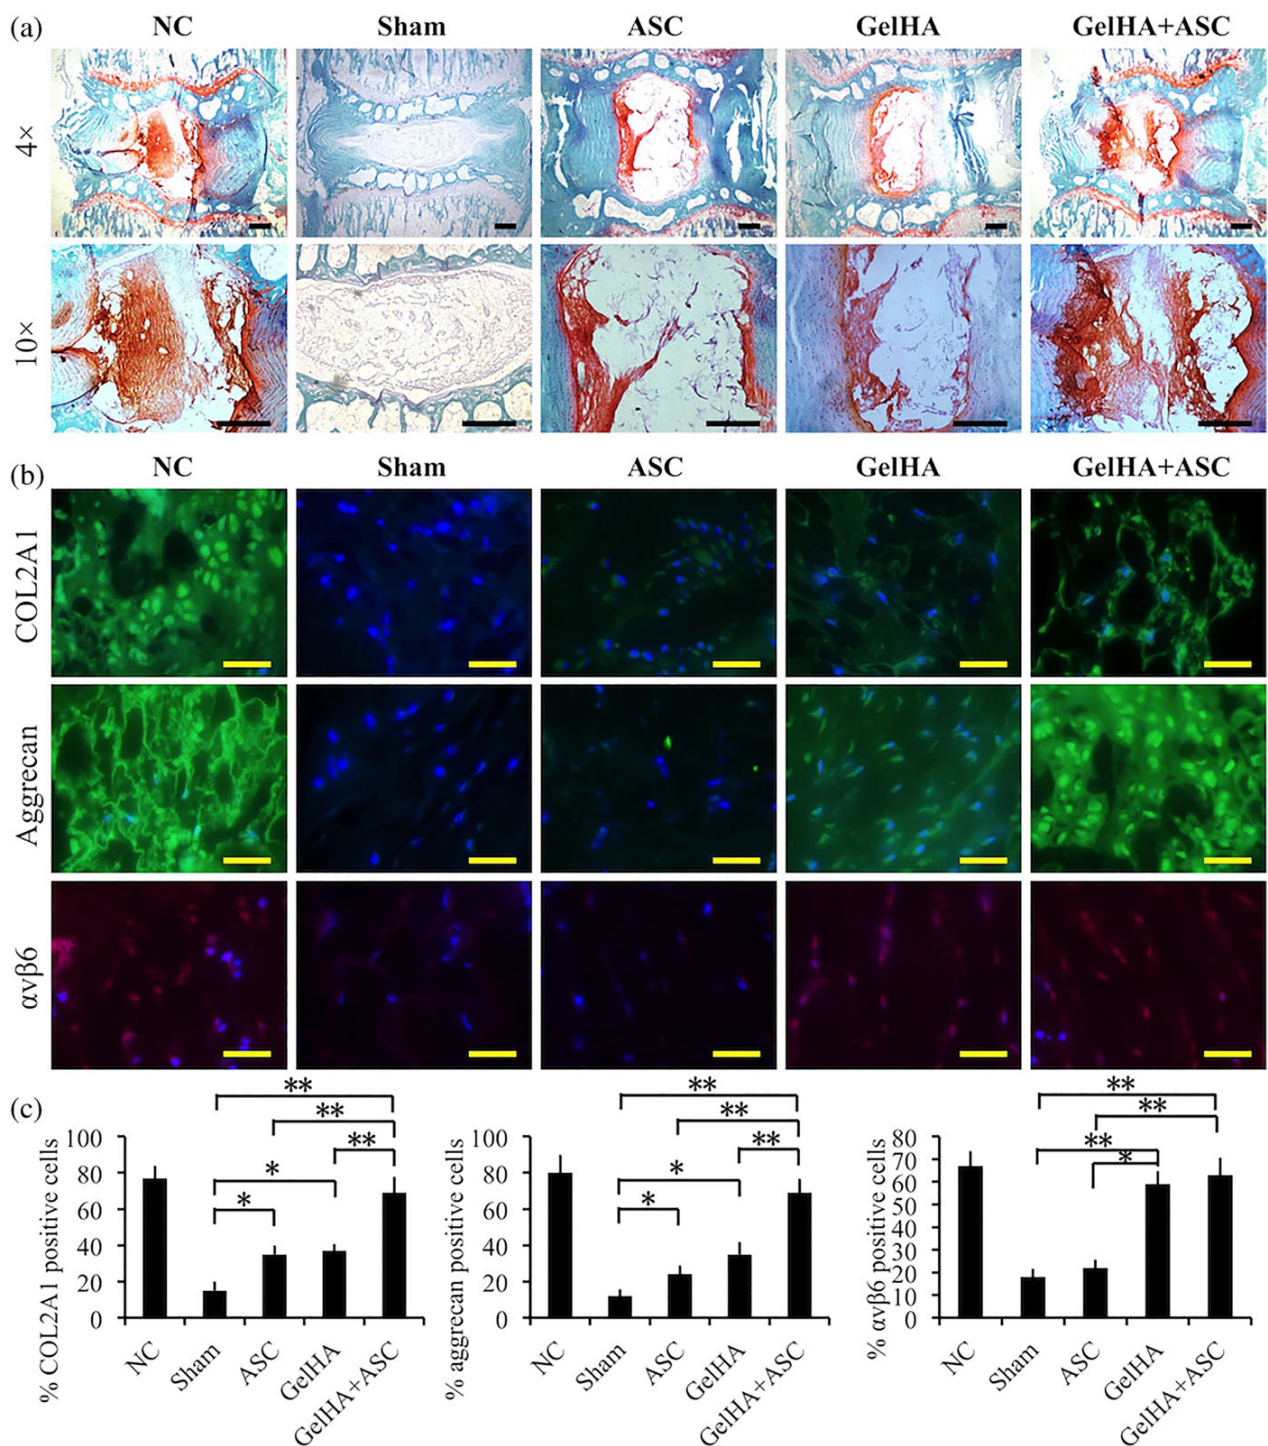 (a) NC Sham ASC GelHA GelHA+ASC
4×
10×
(b) NC Sham ASC GelHA GelHA+ASC
COL2A1
Aggrecan
αvβ6
(c)
** ** ** * *
% COL2A1 positive cells
100
80
60
40
20
0
NC Sham ASC GelHA GelHA+ASC
** ** ** * *
% aggrecan positive cells
100
80
60
40
20
0
NC Sham ASC GelHA GelHA+ASC
** ** ** *
% αvβ6 positive cells
80
70
60
50
40
30
20
10
0
NC Sham ASC GelHA GelHA+ASC